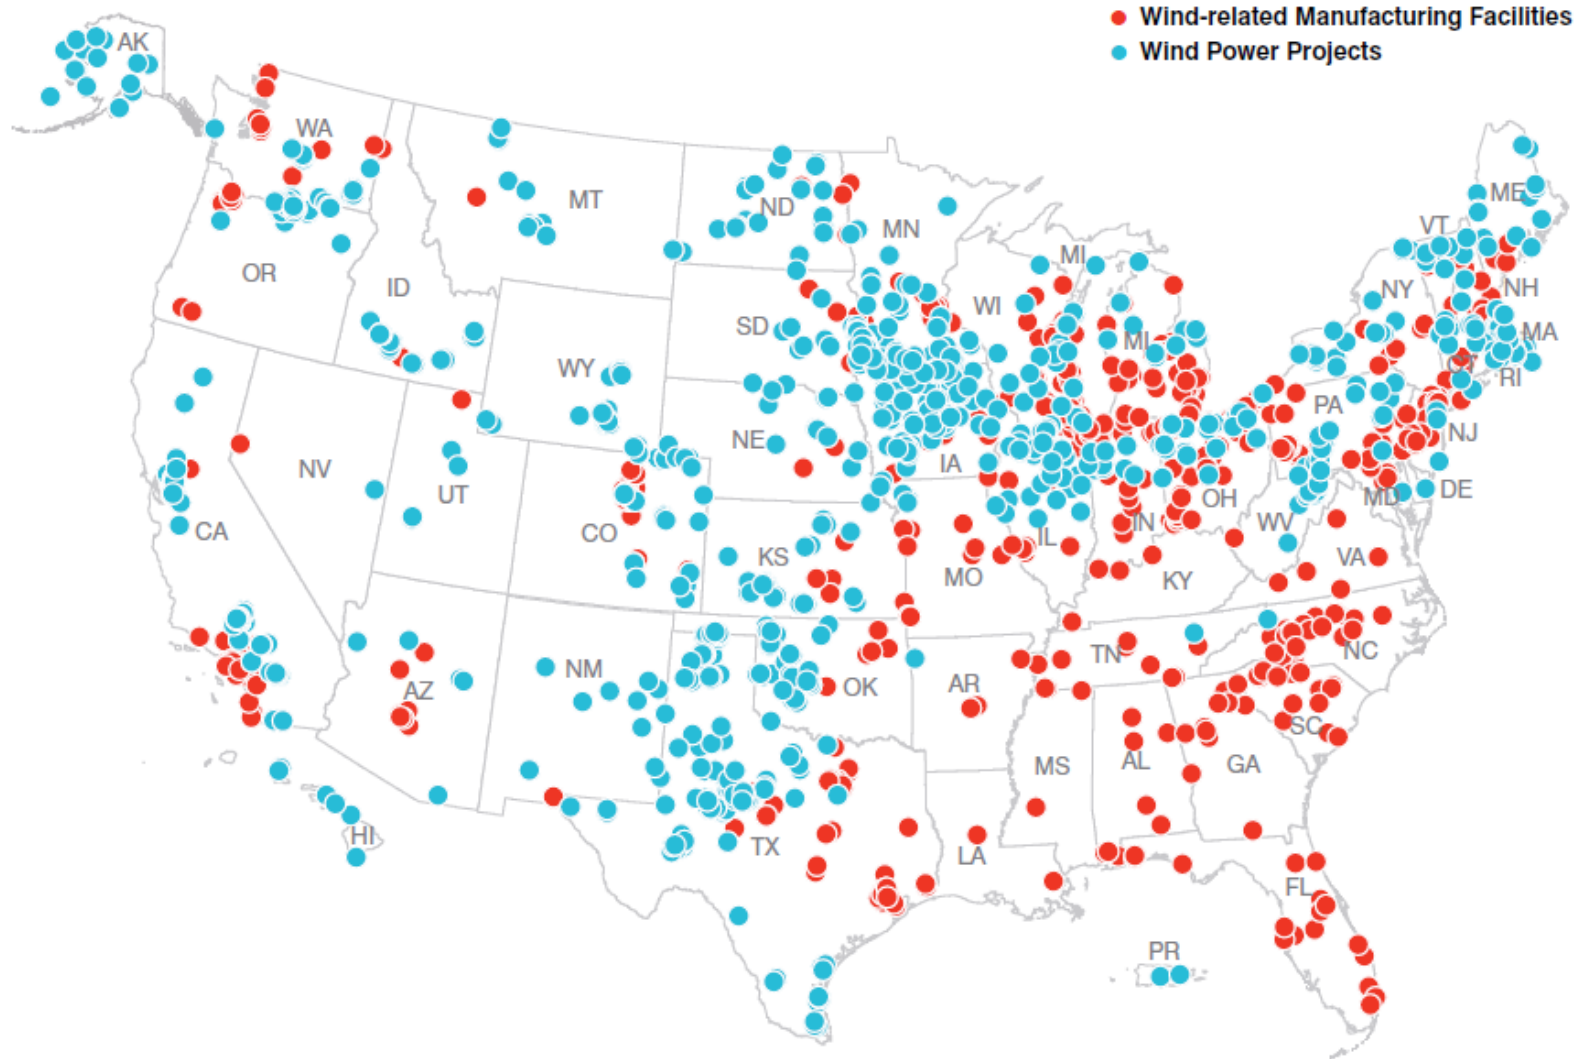 Wind-related Manufacturing Facilities
Wind Power Projects
AK
WA
MT
ND
MN
MI
VT
ME
OR
ID
SD
WI
MI
NY
NH
MA
WY
CT
RI
NE
IA
PA
NJ
NV
UT
CA
CO
KS
MO
IL
IN
OH
WV
MD
DE
VA
KY
AZ
NM
OK
AR
TN
NC
SC
MS
AL
GA
TX
LA
HI
FL
PR